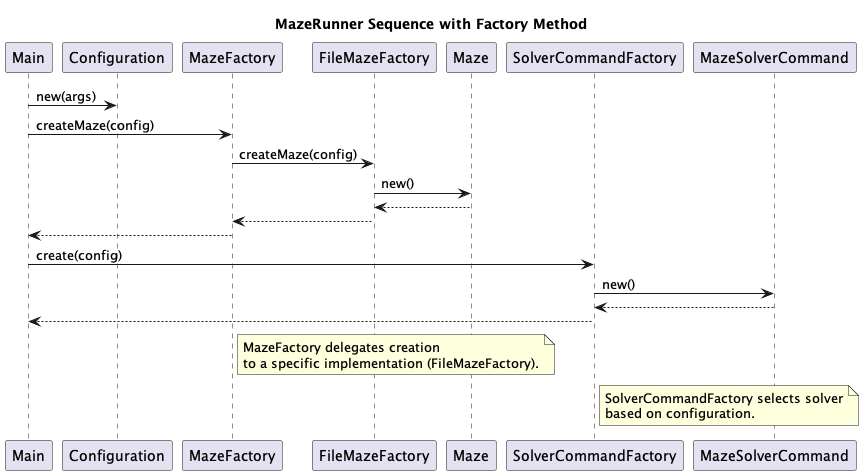 MazeRunner Sequence with Factory Method
Main Configuration MazeFactory FileMazeFactory Maze SolverCommandFactory MazeSolverCommand
new(args)
createMaze(config)
createMaze(config)
new()
create(config)
new()
MazeFactory delegates creation
to a specific implementation (FileMazeFactory).
SolverCommandFactory selects solver
based on configuration.
Main Configuration MazeFactory FileMazeFactory Maze SolverCommandFactory MazeSolverCommand